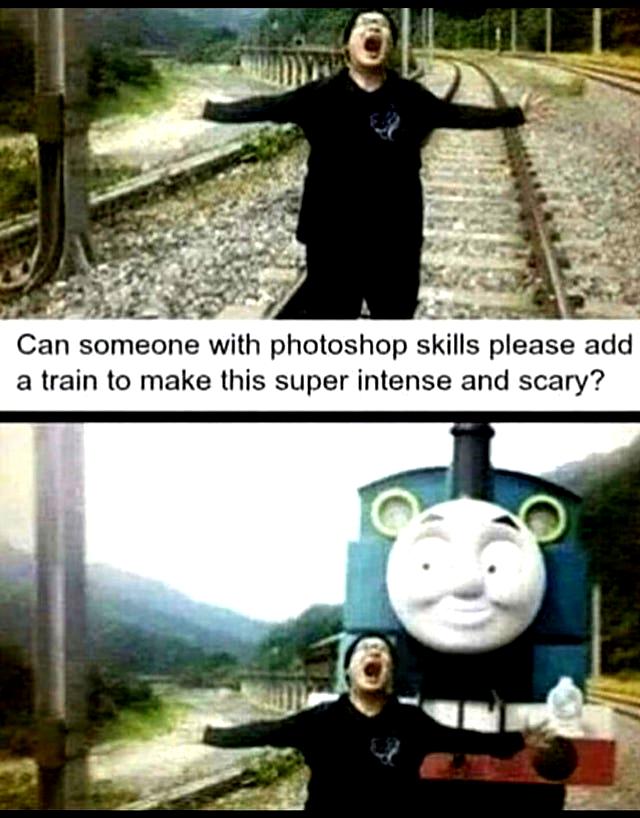 Can someone with photoshop skills please add
a train to make this super intense and scary?